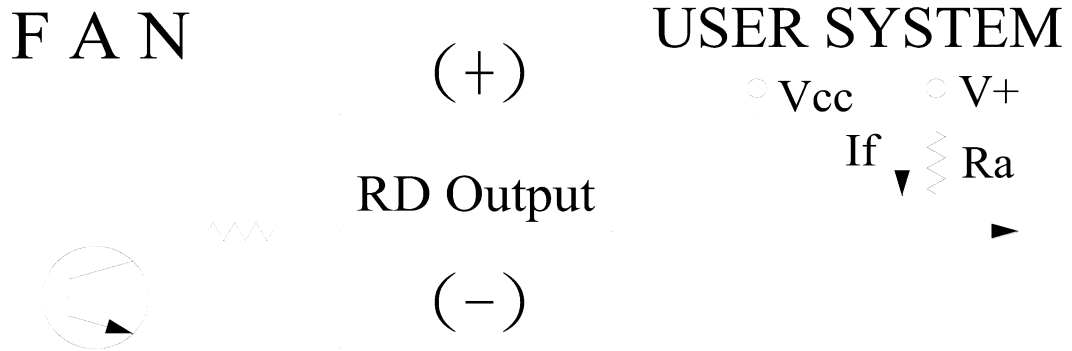 F A N
USER SYSTEM
(+)
Vcc
V+
If
Ra
RD Output
(−)